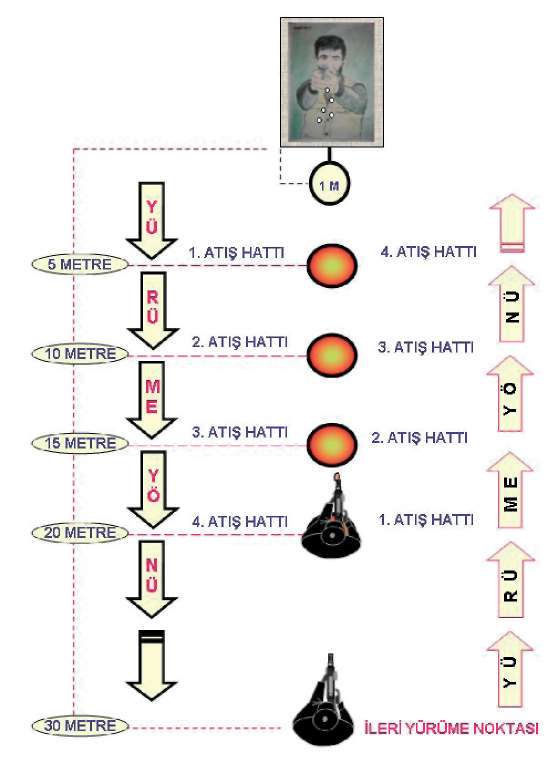 1 M
YÜ
RÜ
ME
YÖ
NÜ
5 METRE
1. ATIŞ HATTI
4. ATIŞ HATTI
10 METRE
2. ATIŞ HATTI
3. ATIŞ HATTI
15 METRE
3. ATIŞ HATTI
2. ATIŞ HATTI
20 METRE
4. ATIŞ HATTI
1. ATIŞ HATTI
30 METRE
İLERİ YÜRÜME NOKTASI
YÜ
RÜ
ME
YÖ
NÜ